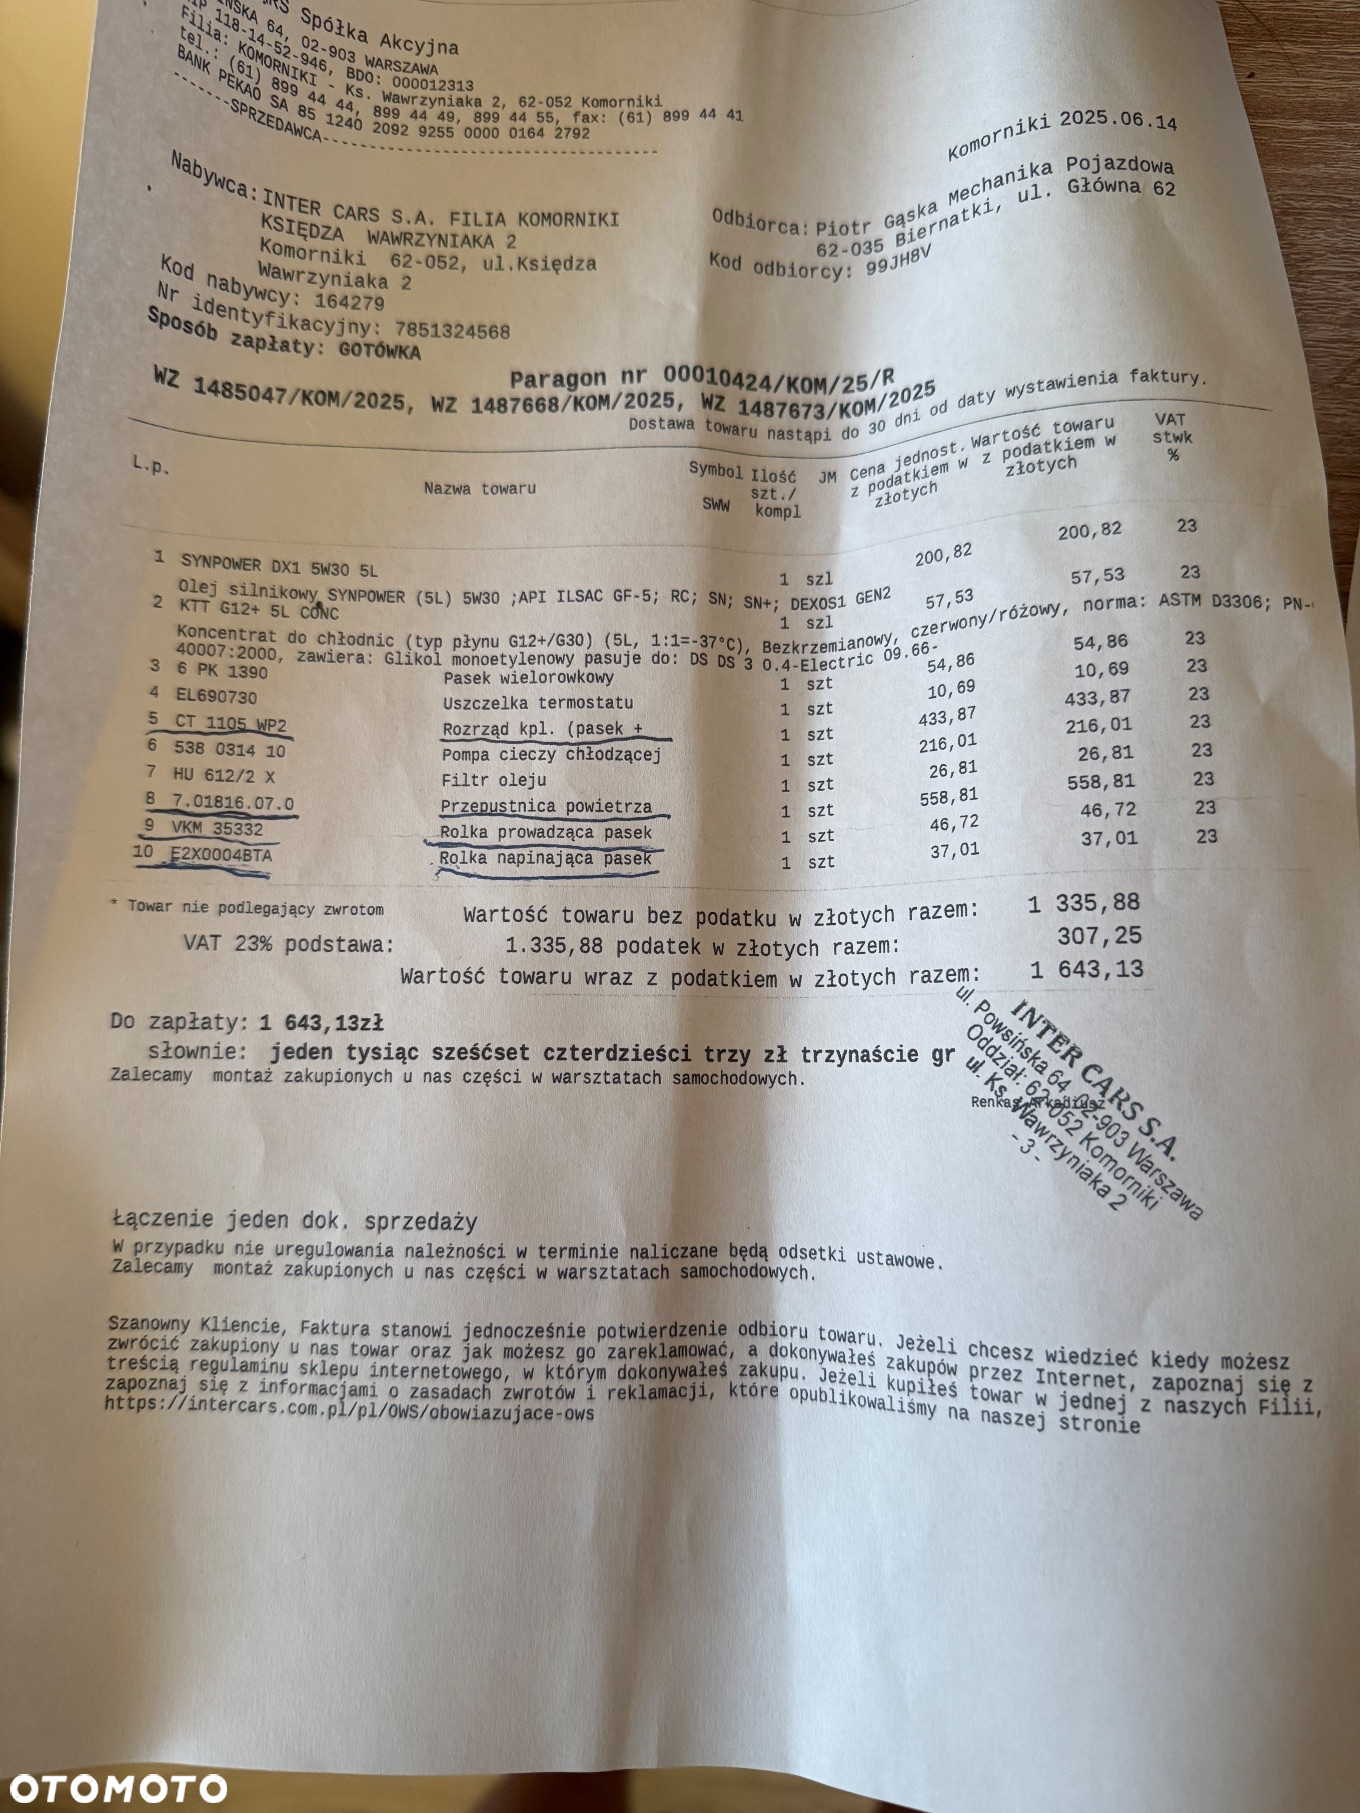 Spółka Akcyjna
64, 02-903 WARSZAWA
118-14-52-946, BDO: 000012313
Filia: KOMORNIKI - Ks. Wawrzyniaka 2, 62-052 Komorniki
tel.: (61) 899 44 44, 899 44 49, 899 44 55, fax: (61) 899 44 41
BANK PEKAO SA 85 1240 2092 9255 0000 0164 2792
-------SPRZEDAWCA-----------------------------------
Komorniki 2025.06.14
Nabywca: INTER CARS S.A. FILIA KOMORNIKI
KSIĘDZA WAWRZYNIAKA 2
Komorniki 62-052, ul.Księdza
Wawrzyniaka 2
Kod nabywcy: 164279
Nr identyfikacyjny: 7851324568
Sposób zapłaty: GOTÓWKA
Odbiorca: Piotr Gąska Mechanika Pojazdowa
62-035 Biernatki, ul. Główna 62
Kod odbiorcy: 99JH8V
Paragon nr 00010424/KOM/25/R
WZ 1485047/KOM/2025, WZ 1487668/KOM/2025, WZ 1487673/KOM/2025
Dostawa towaru nastąpi do 30 dni od daty wystawienia faktury.
L.p. Nazwa towaru Symbol SWW Ilość szt./ kompl JM Cena jednost. z podatkiem w złotych Wartość towaru z podatkiem w złotych VAT stwk %
1 SYNPOWER DX1 5W30 5L 1 szl 200,82 200,82 23
Olej silnikowy SYNPOWER (5L) 5W30 ;API ILSAC GF-5; RC; SN; SN+; DEXOS1 GEN2
2 KTT G12+ 5L CONC 1 szl 57,53 57,53 23
Koncentrat do chłodnic (typ płynu G12+/G30) (5L, 1:1=-37°C), Bezkrzemianowy, czerwony/różowy, norma: ASTM D3306; PN-
40007:2000, zawiera: Glikol monoetylenowy pasuje do: DS DS 3 0.4-Electric 09.66-
3 6 PK 1390 Pasek wielorowkowy 1 szt 54,86 54,86 23
4 EL690730 Uszczelka termostatu 1 szt 10,69 10,69 23
5 CT 1105 WP2 Rozrząd kpl. (pasek + 1 szt 433,87 433,87 23
6 538 0314 10 Pompa cieczy chłodzącej 1 szt 216,01 216,01 23
7 HU 612/2 X Filtr oleju 1 szt 26,81 26,81 23
8 7.01816.07.0 Przepustnica powietrza 1 szt 558,81 558,81 23
9 VKM 35332 Rolka prowadząca pasek 1 szt 46,72 46,72 23
10 E2X0004BTA Rolka napinająca pasek 1 szt 37,01 37,01 23
* Towar nie podlegający zwrotom
Wartość towaru bez podatku w złotych razem: 1 335,88
VAT 23% podstawa: 1.335,88 podatek w złotych razem: 307,25
Wartość towaru wraz z podatkiem w złotych razem: 1 643,13
Do zapłaty: 1 643,13zł
słownie: jeden tysiąc sześćset czterdzieści trzy zł trzynaście gr
Zalecamy montaż zakupionych u nas części w warsztatach samochodowych.
Renkas Arkadiusz
INTER CARS S.A.
ul. Powsińska 64, 02-903 Warszawa
Oddział: 62-052 Komorniki
ul. Ks. Wawrzyniaka 2
- 3 -
Łączenie jeden dok. sprzedaży
W przypadku nie uregulowania należności w terminie naliczane będą odsetki ustawowe.
Zalecamy montaż zakupionych u nas części w warsztatach samochodowych.
Szanowny Kliencie, Faktura stanowi jednocześnie potwierdzenie odbioru towaru. Jeżeli chcesz wiedzieć kiedy możesz
zwrócić zakupiony u nas towar oraz jak możesz go zareklamować, a dokonywałeś zakupów przez Internet, zapoznaj się z
treścią regulaminu sklepu internetowego, w którym dokonywałeś zakupu. Jeżeli kupiłeś towar w jednej z naszych Filii,
zapoznaj się z informacjami o zasadach zwrotów i reklamacji, które opublikowaliśmy na naszej stronie
https://intercars.com.pl/pl/OWS/obowiazujace-ows
OTOMOTO